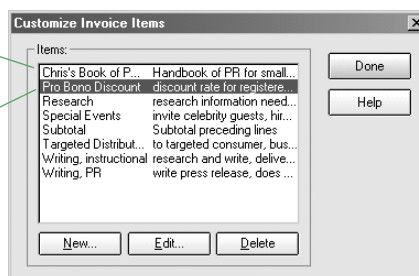 Customize Invoice Items
Items:
Chris's Book of P... Handbook of PR for small...
Pro Bono Discount discount rate for registere...
Research research information need...
Special Events invite celebrity guests, hir...
Subtotal Subtotal preceding lines
Targeted Distribut... to targeted consumer, bus...
Writing, instructional research and write, delive...
Writing, PR write press release, does ...
New... Edit... Delete
Done
Help